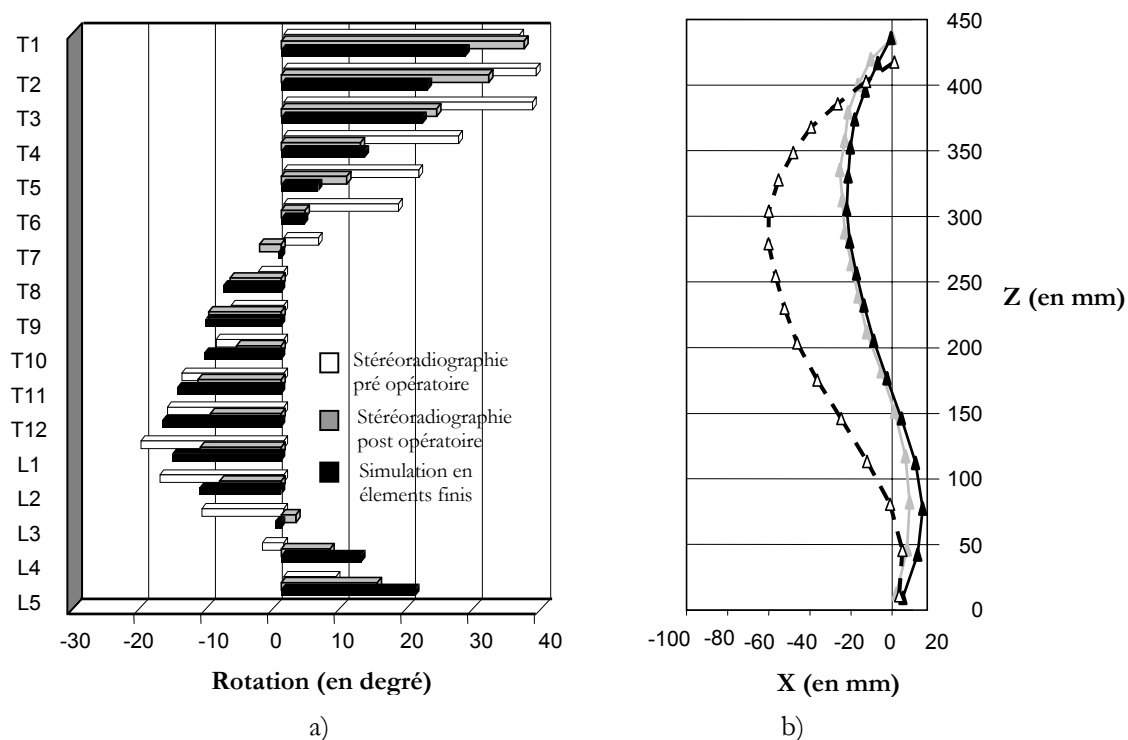 T1
T2
T3
T4
T5
T6
T7
T8
T9
T10
T11
T12
L1
L2
L3
L4
L5
-30 -20 -10 0 10 20 30 40
Rotation (en degré)
a)
Stéréoradiographie
pré opératoire
Stéréoradiographie
post opératoire
Simulation en
élements finis
450
400
350
300
250
200
150
100
50
0
Z (en mm)
-100 -80 -60 -40 -20 0 20
X (en mm)
b)